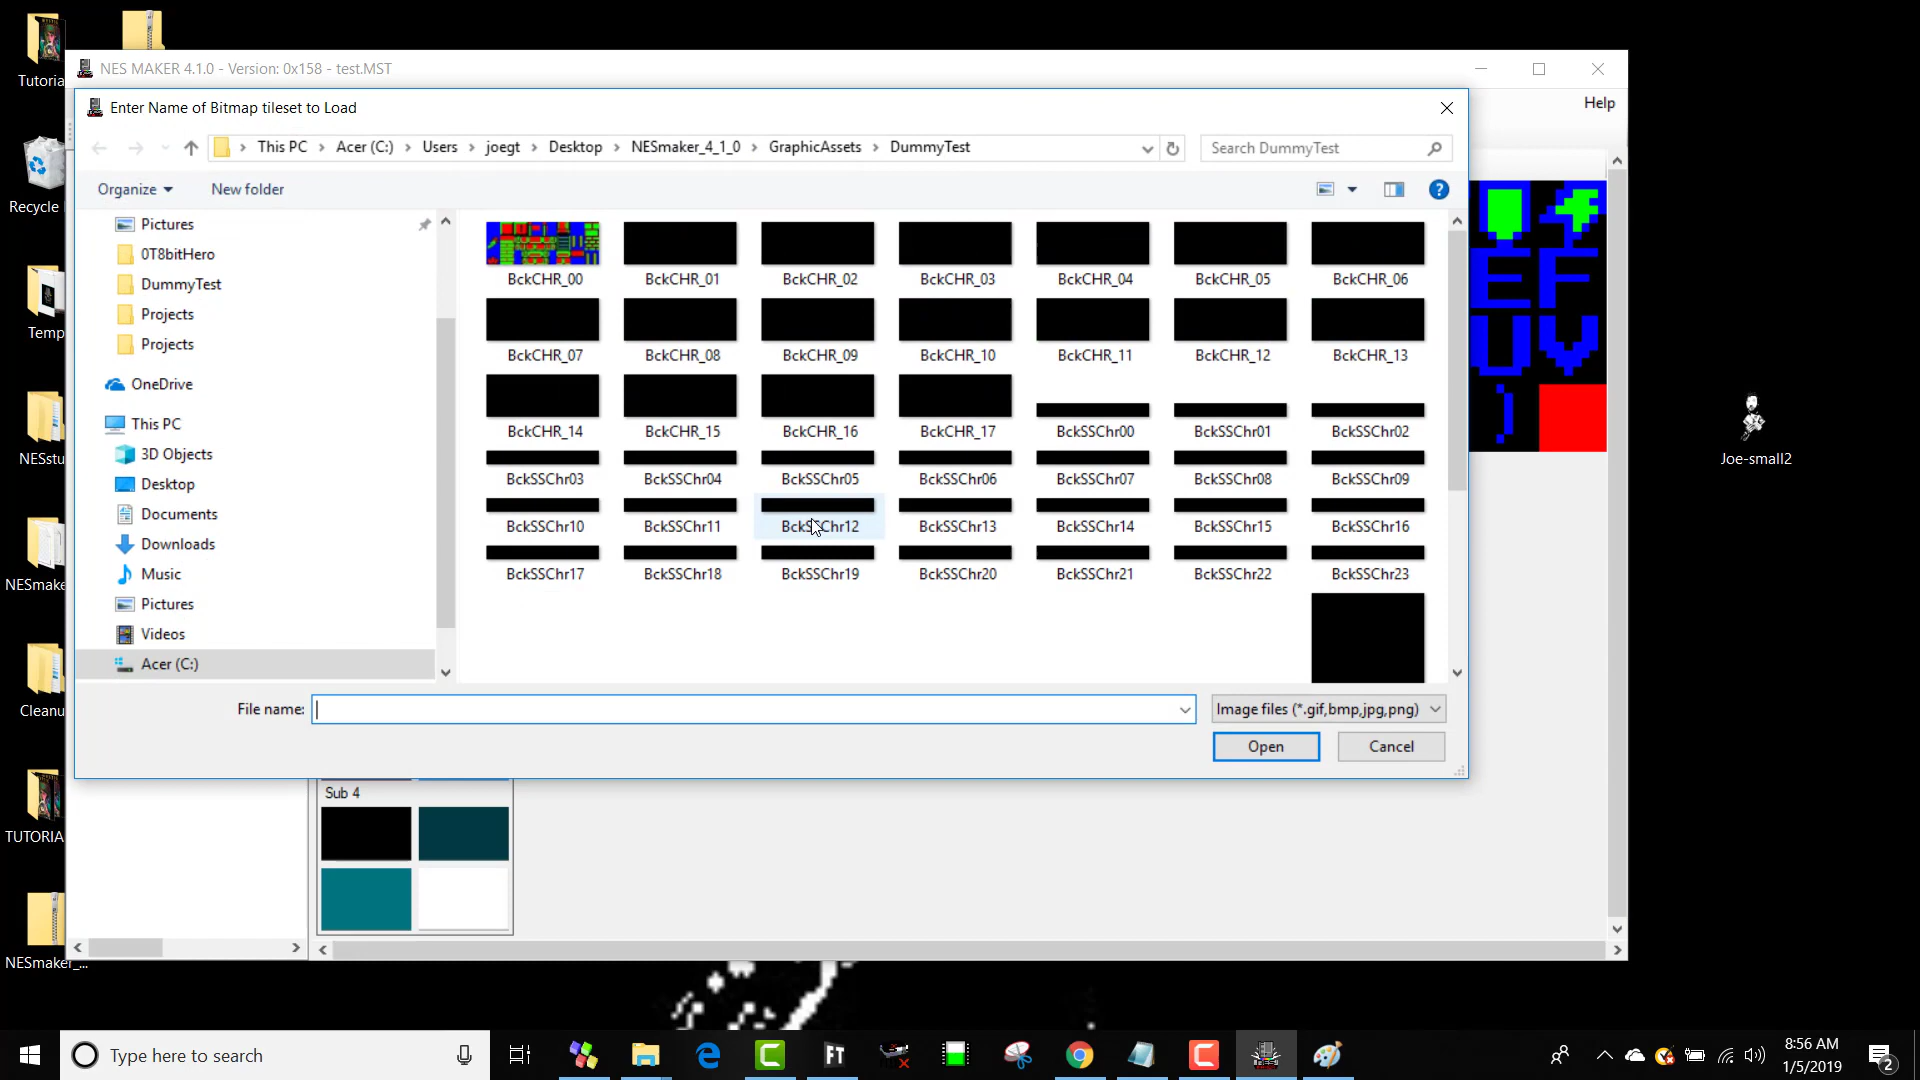 NES MAKER 4.1.0 - Version: 0x158 - test.MST
Help
Enter Name of Bitmap tileset to Load
This PC > Acer (C:) > Users > joegt > Desktop > NESmaker_4_1_0 > GraphicAssets > DummyTest
Search DummyTest
Organize
New folder
Pictures
0T8bitHero
DummyTest
Projects
Projects
OneDrive
This PC
3D Objects
Desktop
Documents
Downloads
Music
Pictures
Videos
Acer (C:)
BckCHR_00 BckCHR_01 BckCHR_02 BckCHR_03 BckCHR_04 BckCHR_05 BckCHR_06
BckCHR_07 BckCHR_08 BckCHR_09 BckCHR_10 BckCHR_11 BckCHR_12 BckCHR_13
BckCHR_14 BckCHR_15 BckCHR_16 BckCHR_17 BckSSChr00 BckSSChr01 BckSSChr02
BckSSChr03 BckSSChr04 BckSSChr05 BckSSChr06 BckSSChr07 BckSSChr08 BckSSChr09
BckSSChr10 BckSSChr11 BckSSChr12 BckSSChr13 BckSSChr14 BckSSChr15 BckSSChr16
BckSSChr17 BckSSChr18 BckSSChr19 BckSSChr20 BckSSChr21 BckSSChr22 BckSSChr23
File name:
Image files (*.gif,bmp,jpg,png)
Open
Cancel
Sub 4
E F
U V
)
Tutoria
Recycle
Temp
NESstu
NESmake
Cleanu
TUTORIA
NESmaker_...
Joe-small2
Type here to search
FT
8:56 AM
1/5/2019
2